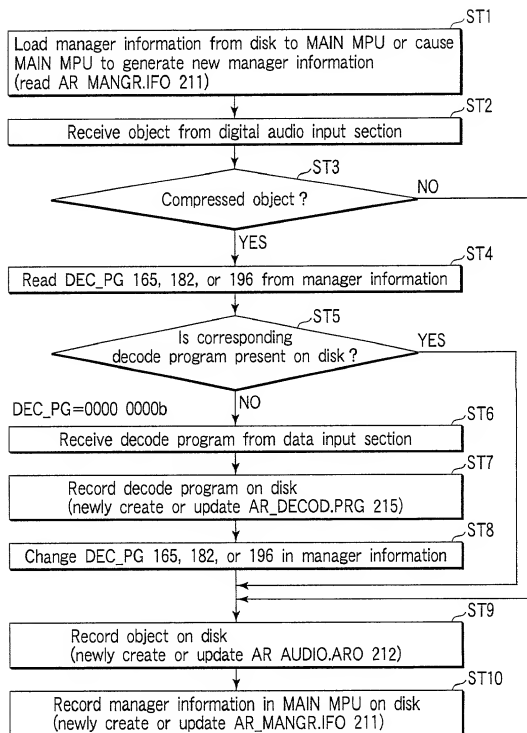 ST1
Load manager information from disk to MAIN MPU or cause
MAIN MPU to generate new manager information
(read AR MANGR.IFO 211)
ST2
Receive object from digital audio input section
ST3
Compressed object?
NO
YES
ST4
Read DEC_PG 165, 182, or 196 from manager information
ST5
Is corresponding
decode program present on disk?
YES
DEC_PG=0000 0000b
NO
ST6
Receive decode program from data input section
ST7
Record decode program on disk
(newly create or update AR_DECOD.PRG 215)
ST8
Change DEC_PG 165, 182, or 196 in manager information
ST9
Record object on disk
(newly create or update AR AUDIO.ARO 212)
ST10
Record manager information in MAIN MPU on disk
(newly create or update AR_MANGR.IFO 211)